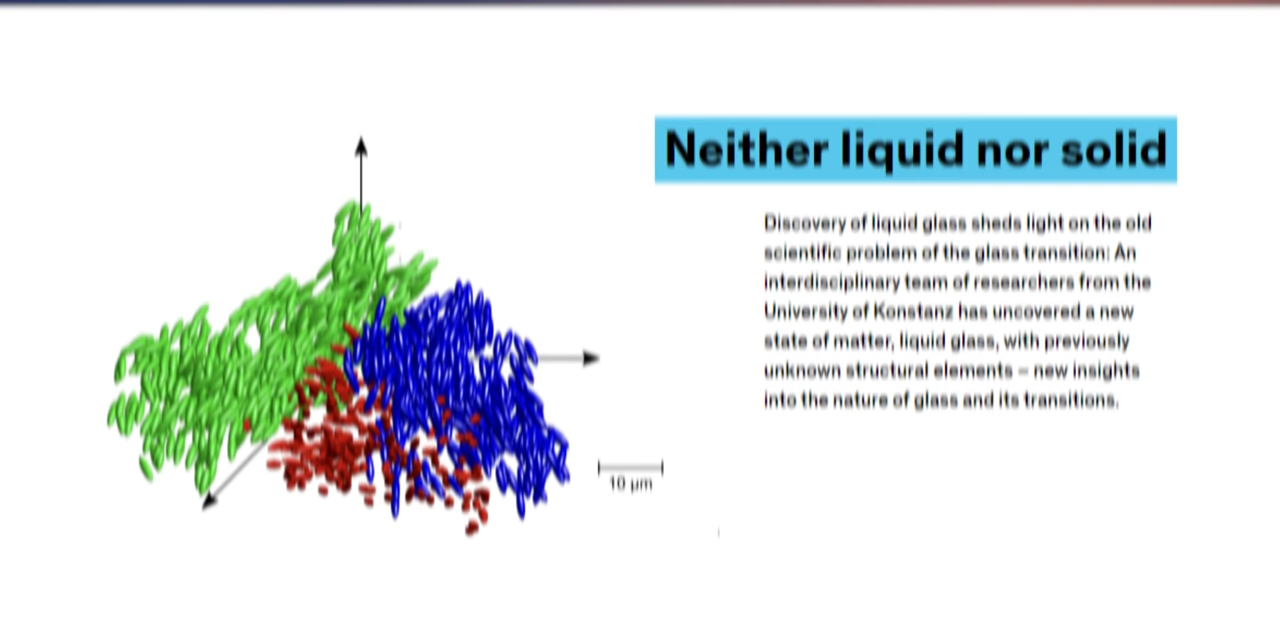 Neither liquid nor solid
Discovery of liquid glass sheds light on the old
scientific problem of the glass transition: An
interdisciplinary team of researchers from the
University of Konstanz has uncovered a new
state of matter, liquid glass, with previously
unknown structural elements – new insights
into the nature of glass and its transitions.
10 µm